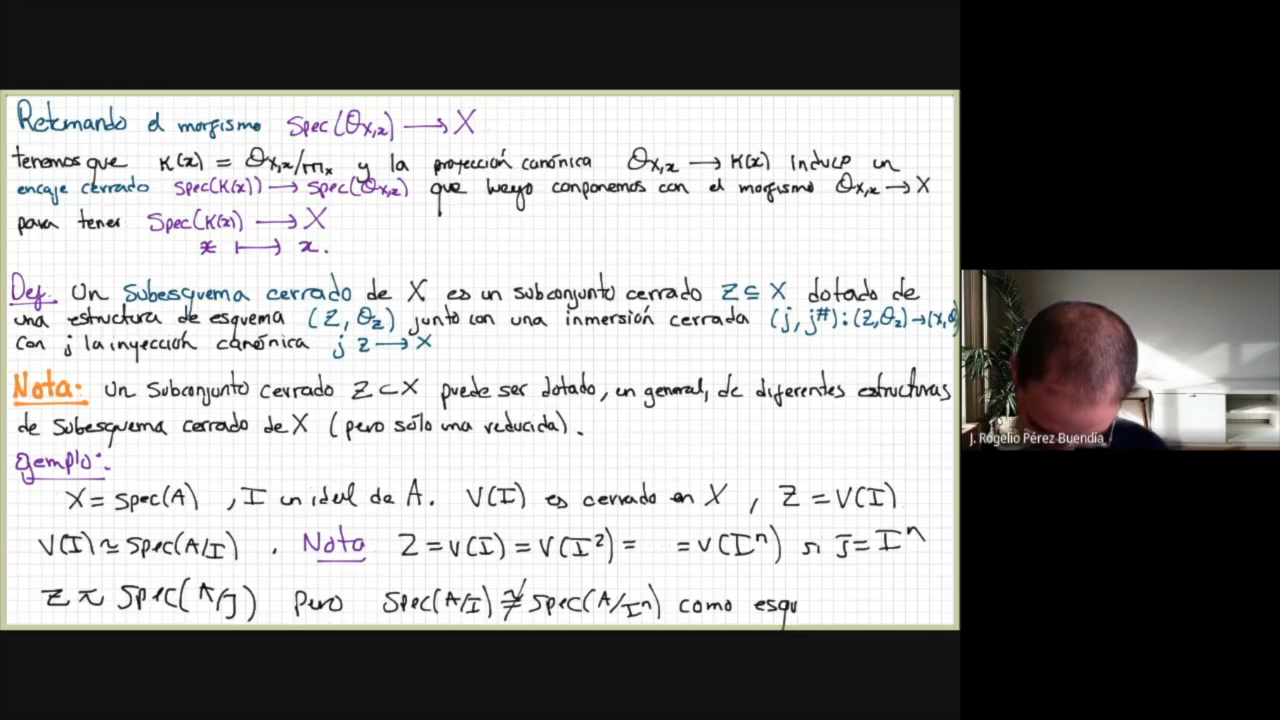 Retomando el morfismo Spec(𝒪_{X,x}) ⟶ X
tenemos que K(x) = 𝒪_{X,x}/m_x y la proyección canónica 𝒪_{X,x} ⟶ K(x) induce un
encaje cerrado Spec(K(x)) ⟶ Spec(𝒪_{X,x}) que luego componemos con el morfismo 𝒪_{X,x} → X
para tener Spec(K(x)) ⟶ X
* ⟼ x.
Def. Un subesquema cerrado de X es un subconjunto cerrado Z ⊆ X dotado de
una estructura de esquema (Z, 𝒪_Z) junto con una inmersión cerrada (j, j^#): (Z, 𝒪_Z) → (X, 𝒪
con j la inyección canónica j Z ⟶ X
Nota: Un subconjunto cerrado Z ⊂ X puede ser dotado, en general, de diferentes estructuras
de subesquema cerrado de X (pero sólo una reducida).
Ejemplo:
X = Spec(A) , I un ideal de A. V(I) es cerrado en X , Z = V(I)
V(I) ≃ Spec(A/I) . Nota Z = V(I) = V(I²) = ... = V(Iⁿ) si J = Iⁿ
Z ≈ Spec(A/J) pero Spec(A/I) ≄ Spec(A/Iⁿ) como esqu
J. Rogelio Pérez Buendía